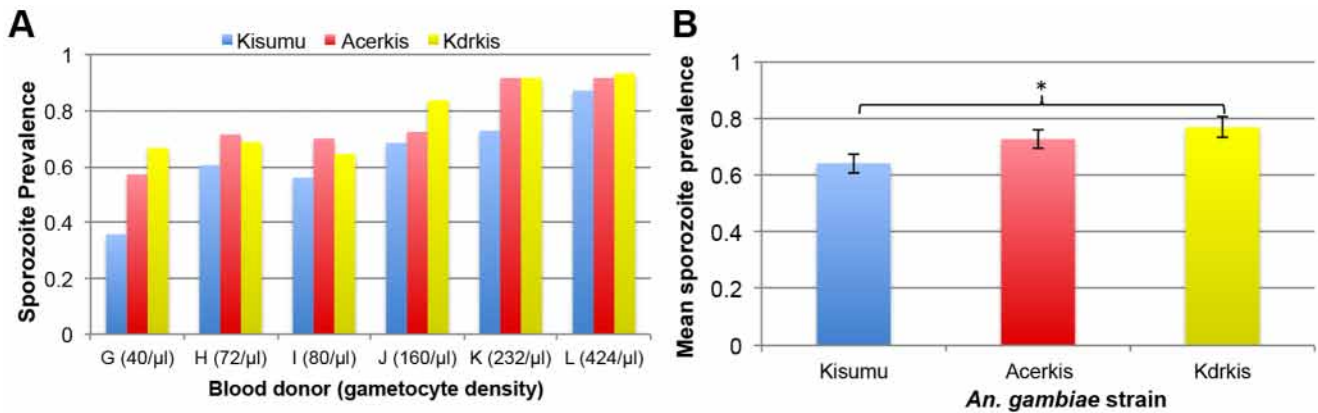 A
Kisumu Acerkis Kdrkis
Sporozoite Prevalence
1
0.8
0.6
0.4
0.2
0
G (40/µl) H (72/µl) I (80/µl) J (160/µl) K (232/µl) L (424/µl)
Blood donor (gametocyte density)
B
Mean sporozoite prevalence
1
0.8
0.6
0.4
0.2
0
*
Kisumu Acerkis Kdrkis
An. gambiae strain